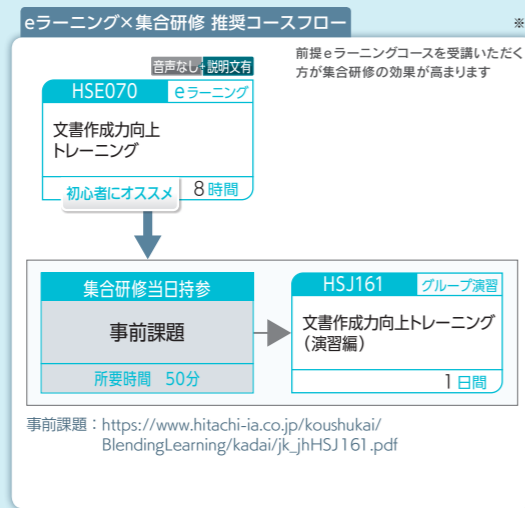 eラーニング×集合研修 推奨コースフロー
※
前提eラーニングコースを受講いただく
方が集合研修の効果が高まります
音声なし・説明文有
HSE070 eラーニング
文書作成力向上
トレーニング
初心者にオススメ 8時間
集合研修当日持参
事前課題
所要時間 50分
HSJ161 グループ演習
文書作成力向上トレーニング
(演習編)
1日間
事前課題:https://www.hitachi-ia.co.jp/koushukai/
BlendingLearning/kadai/jk_jhHSJ161.pdf